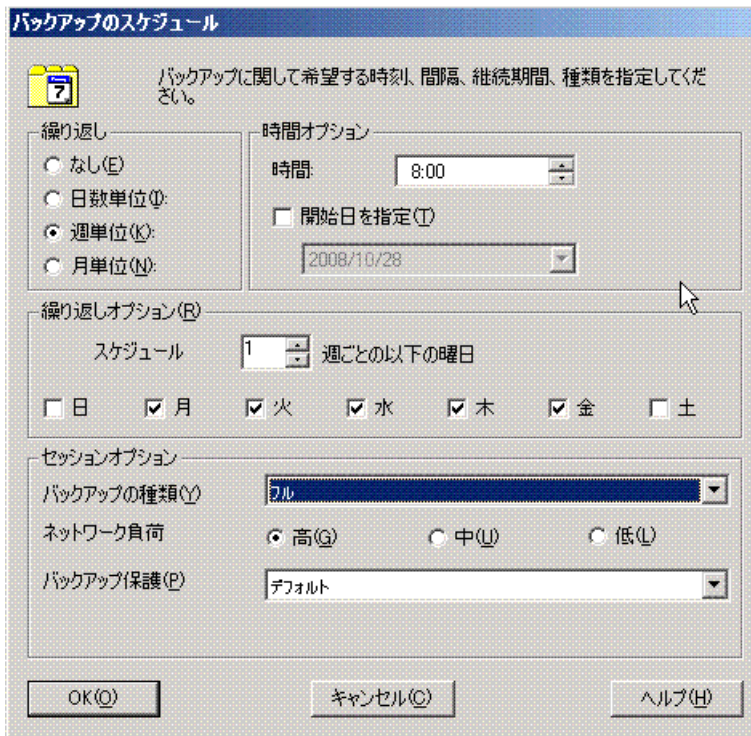 バックアップのスケジュール
7
バックアップに関して希望する時刻、間隔、継続期間、種類を指定してくだ
さい。
繰り返し
なし(E)
日数単位(I):
週単位(K):
月単位(N):
時間オプション
時間:
8:00
開始日を指定(T)
2008/10/28
繰り返しオプション(R)
スケジュール 1 週ごとの以下の曜日
日 月 火 水 木 金 土
セッションオプション
バックアップの種類(Y) フル
ネットワーク負荷 高(G) 中(U) 低(L)
バックアップ保護(P) デフォルト
OK(O) キャンセル(C) ヘルプ(H)